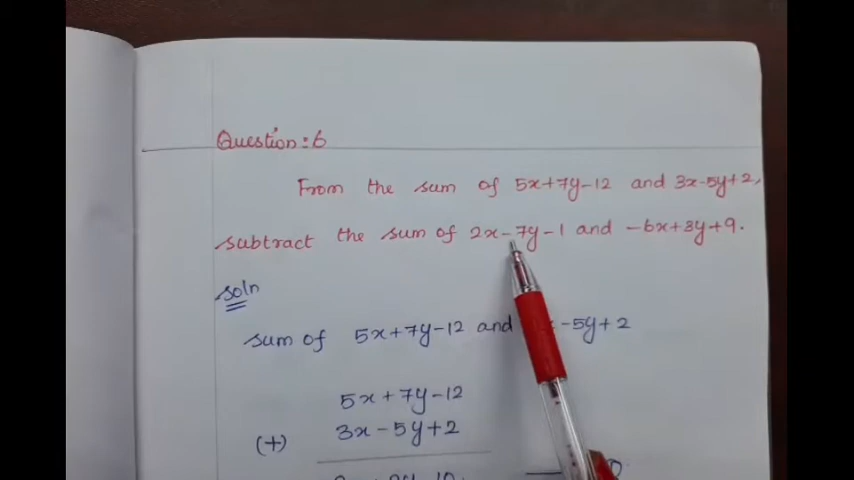 Question: 6
From the sum of 5x+7y-12 and 3x-5y+2,
subtract the sum of 2x-7y-1 and -6x+3y+9.
soln
sum of 5x+7y-12 and -5y+2
5x+7y-12
(+) 3x-5y+2